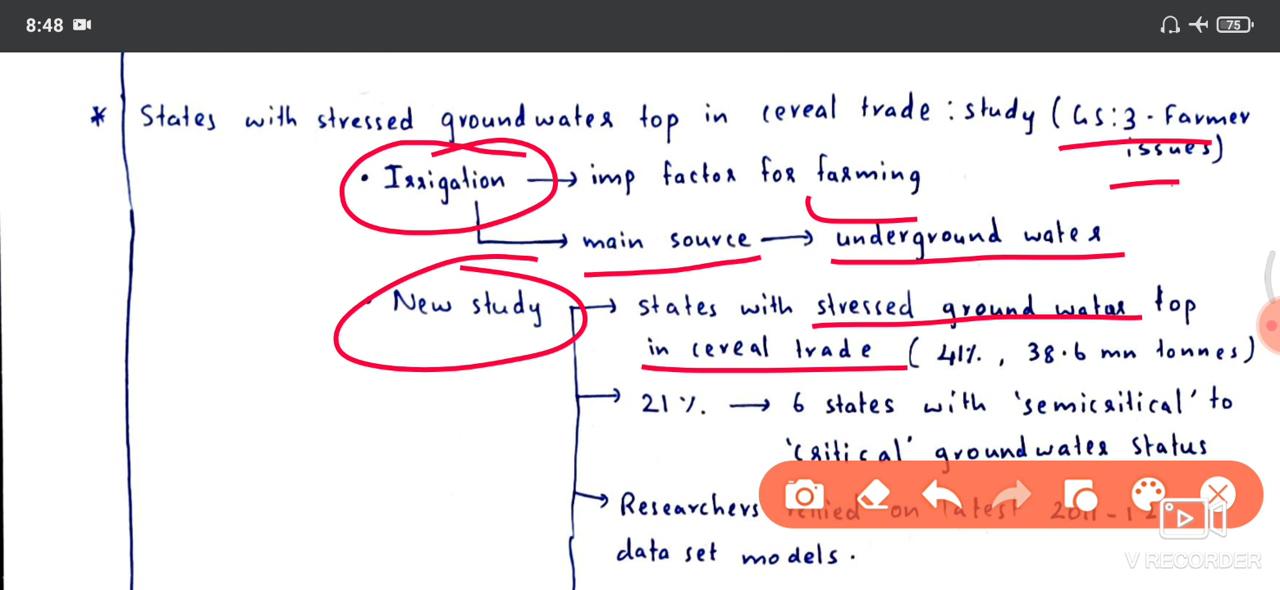 8:48
75
* States with stressed groundwater top in cereal trade : study (GS:3 - Farmer
issues)
• Irrigation → imp factor for farming
→ main source → underground water
• New study → states with stressed ground water top
in cereal trade (41%, 38.6 mn tonnes)
→ 21% → 6 states with 'semicritical' to
'critical' groundwater status
→ Researchers relied on latest 2011-12
data set models.
V RECORDER